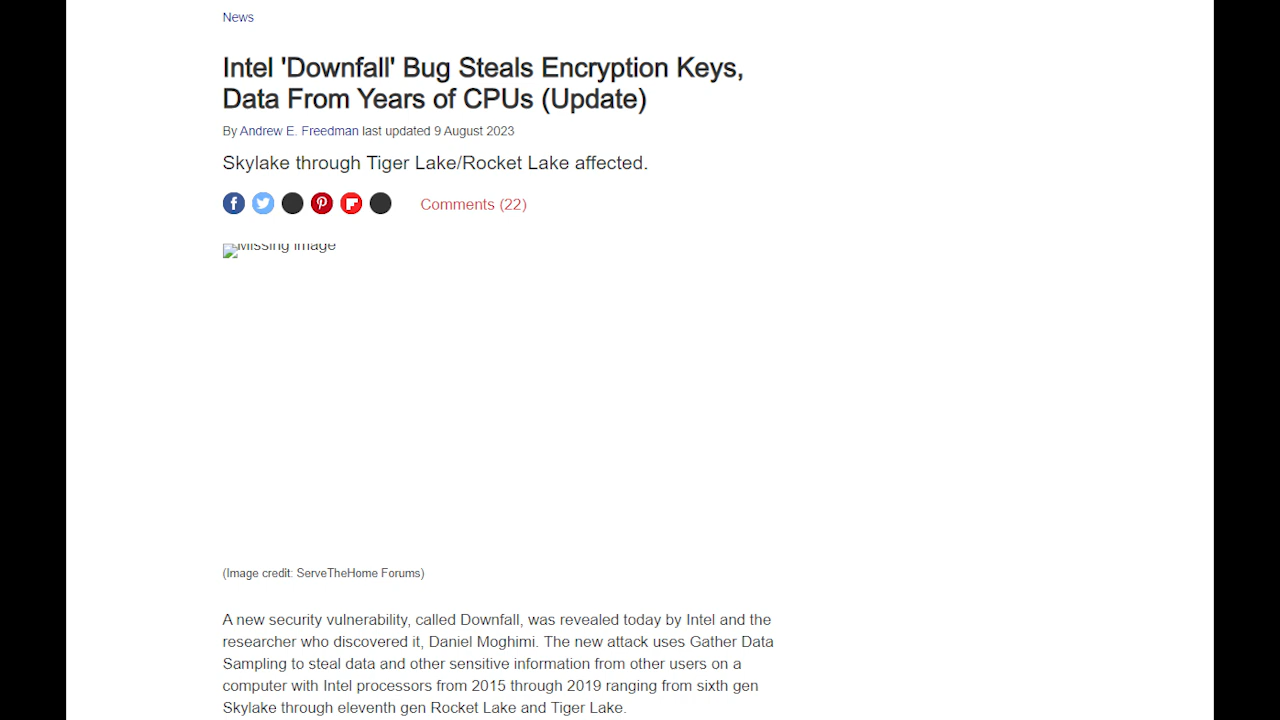 News
Intel 'Downfall' Bug Steals Encryption Keys,
Data From Years of CPUs (Update)
By Andrew E. Freedman last updated 9 August 2023
Skylake through Tiger Lake/Rocket Lake affected.
Comments (22)
Missing image
(Image credit: ServeTheHome Forums)
A new security vulnerability, called Downfall, was revealed today by Intel and the
researcher who discovered it, Daniel Moghimi. The new attack uses Gather Data
Sampling to steal data and other sensitive information from other users on a
computer with Intel processors from 2015 through 2019 ranging from sixth gen
Skylake through eleventh gen Rocket Lake and Tiger Lake.